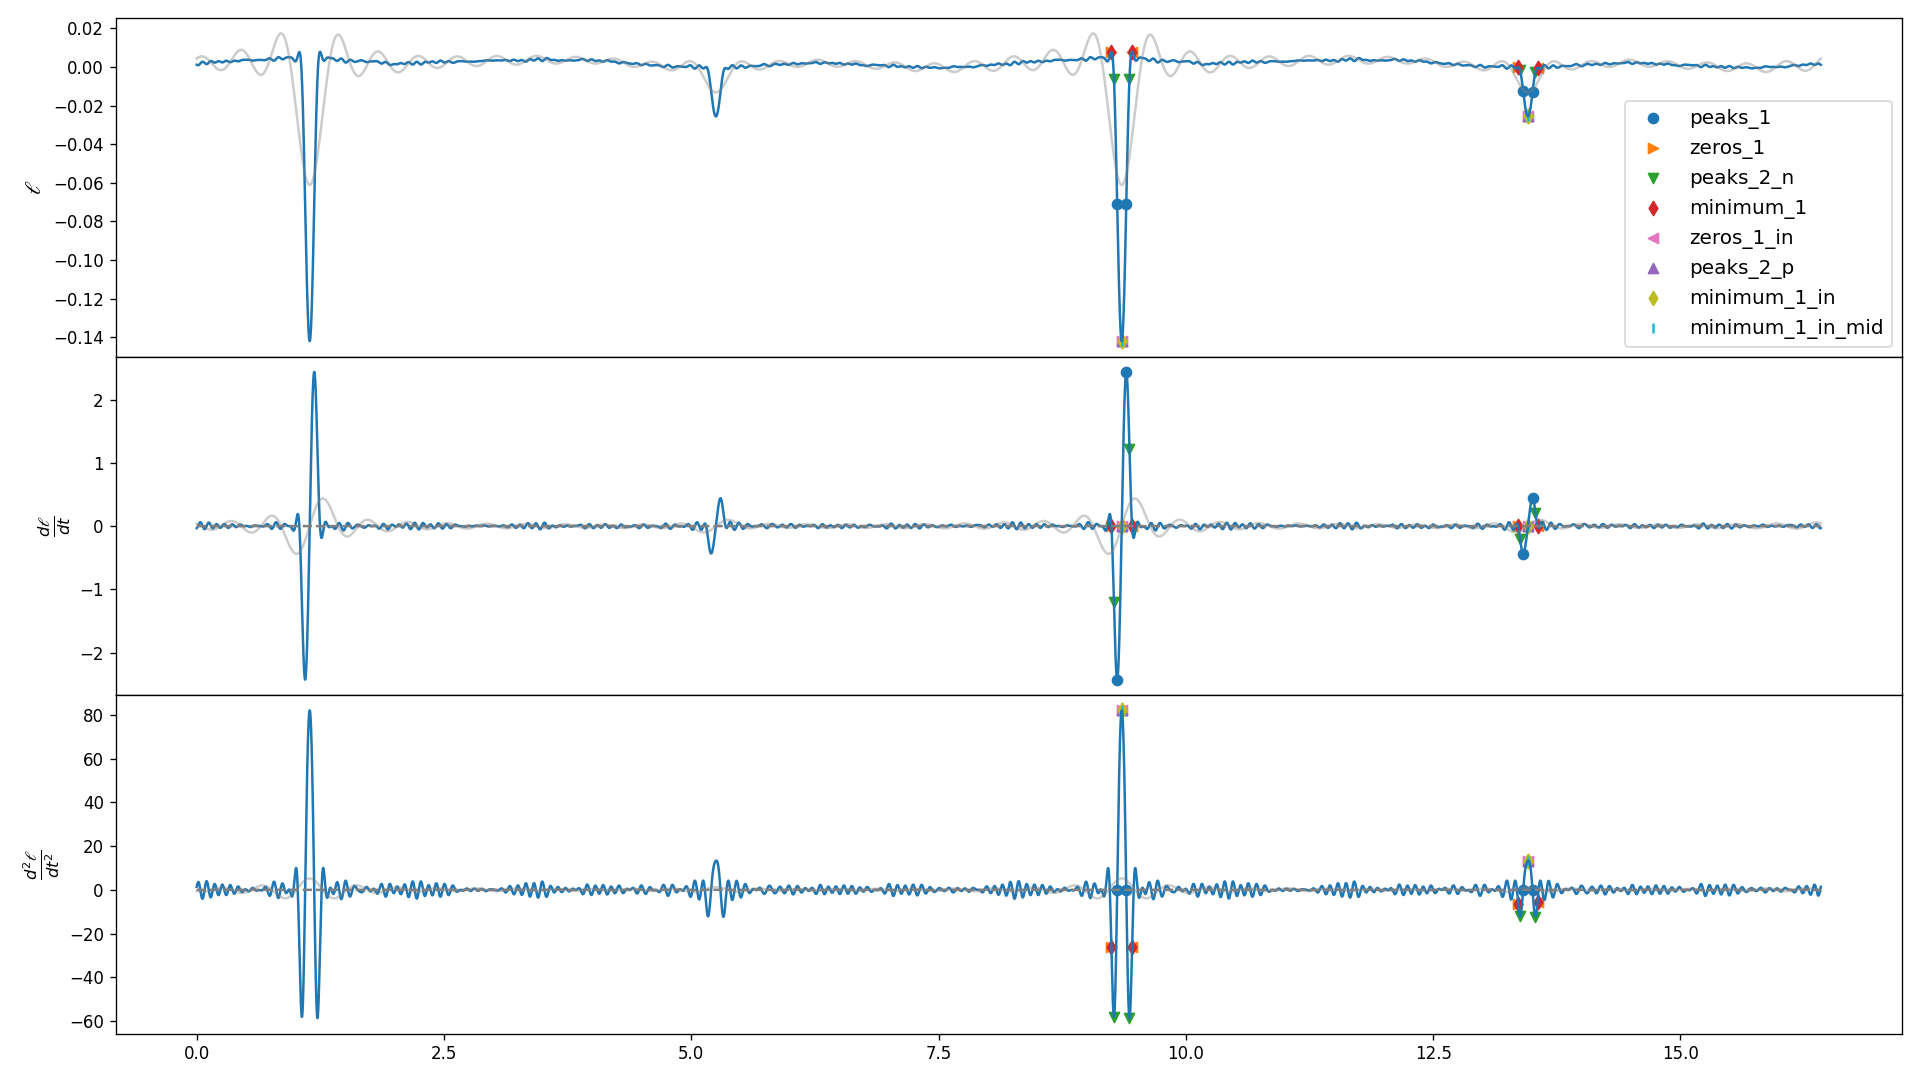 0.02
0.00
−0.02
−0.04
−0.06
−0.08
−0.10
−0.12
−0.14
ℓ
peaks_1
zeros_1
peaks_2_n
minimum_1
zeros_1_in
peaks_2_p
minimum_1_in
minimum_1_in_mid
2
1
0
−1
−2
dℓ
dt
80
60
40
20
0
−20
−40
−60
d²ℓ
dt²
0.0 2.5 5.0 7.5 10.0 12.5 15.0